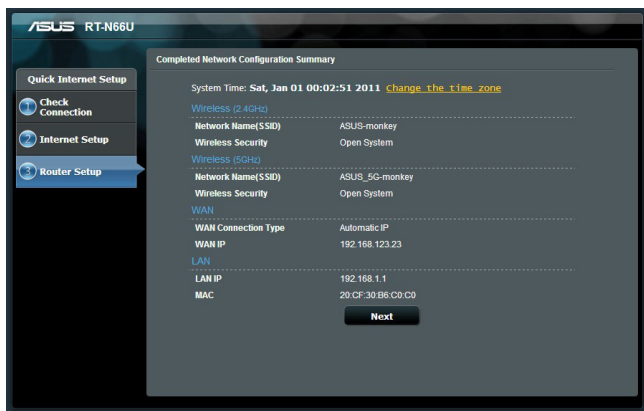 ASUS RT-N66U
Completed Network Configuration Summary
Quick Internet Setup
1 Check Connection
2 Internet Setup
3 Router Setup
System Time: Sat, Jan 01 00:02:51 2011 Change the time zone
Wireless (2.4GHz)
Network Name(SSID) ASUS-monkey
Wireless Security Open System
Wireless (5GHz)
Network Name(SSID) ASUS_5G-monkey
Wireless Security Open System
WAN
WAN Connection Type Automatic IP
WAN IP 192.168.123.23
LAN
LAN IP 192.168.1.1
MAC 20:CF:30:B6:C0:C0
Next